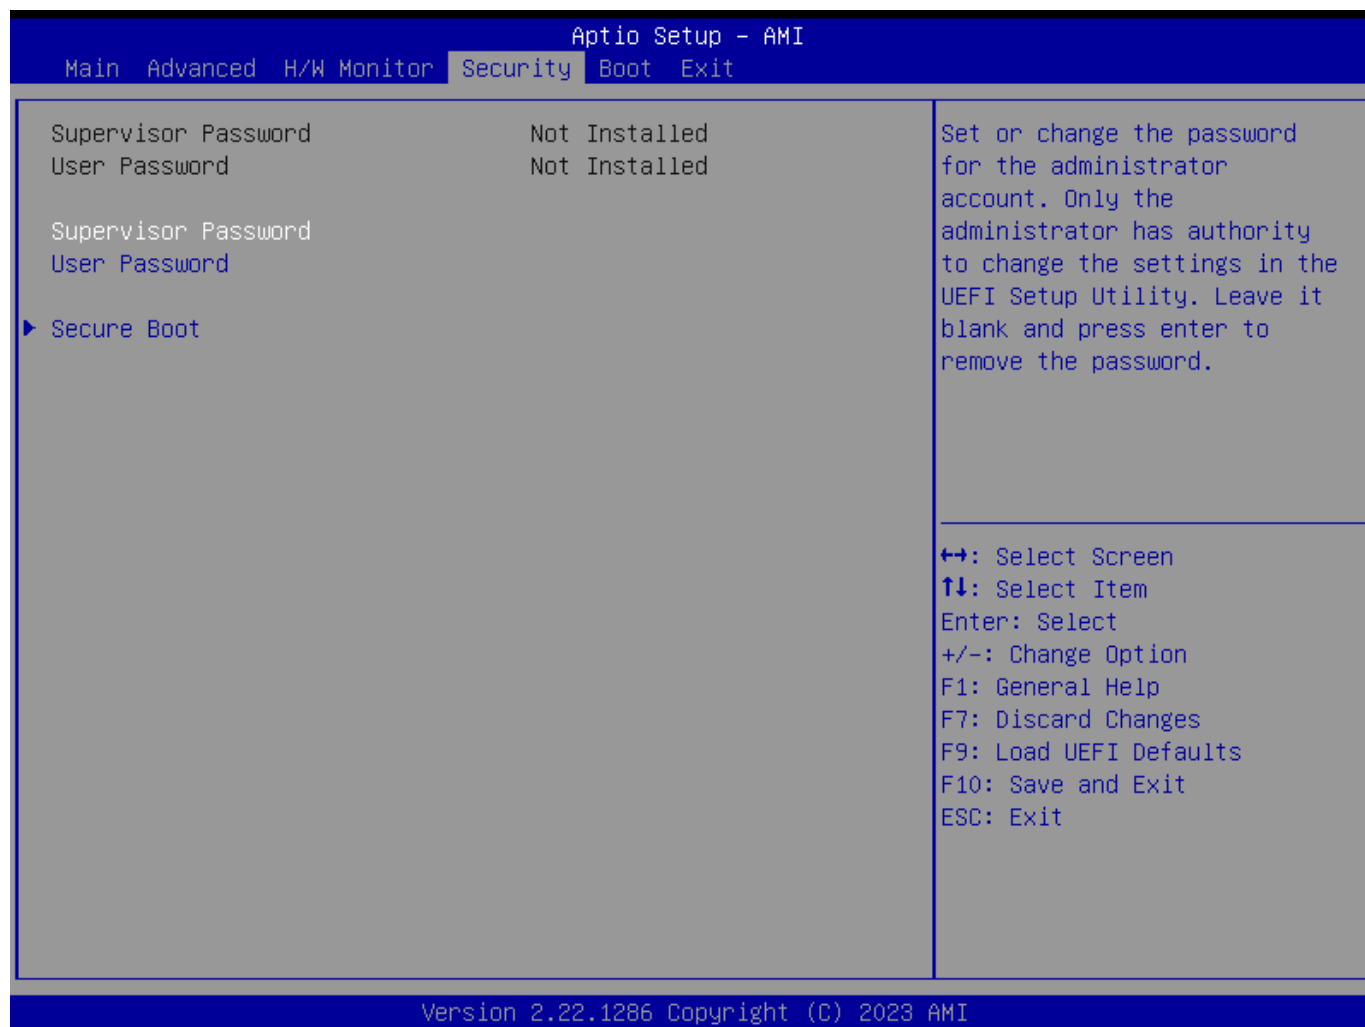 Aptio Setup – AMI
Main Advanced H/W Monitor Security Boot Exit
Supervisor Password Not Installed
User Password Not Installed
Supervisor Password
User Password
Secure Boot
Set or change the password
for the administrator
account. Only the
administrator has authority
to change the settings in the
UEFI Setup Utility. Leave it
blank and press enter to
remove the password.
↔: Select Screen
↑↓: Select Item
Enter: Select
+/-: Change Option
F1: General Help
F7: Discard Changes
F9: Load UEFI Defaults
F10: Save and Exit
ESC: Exit
Version 2.22.1286 Copyright (C) 2023 AMI